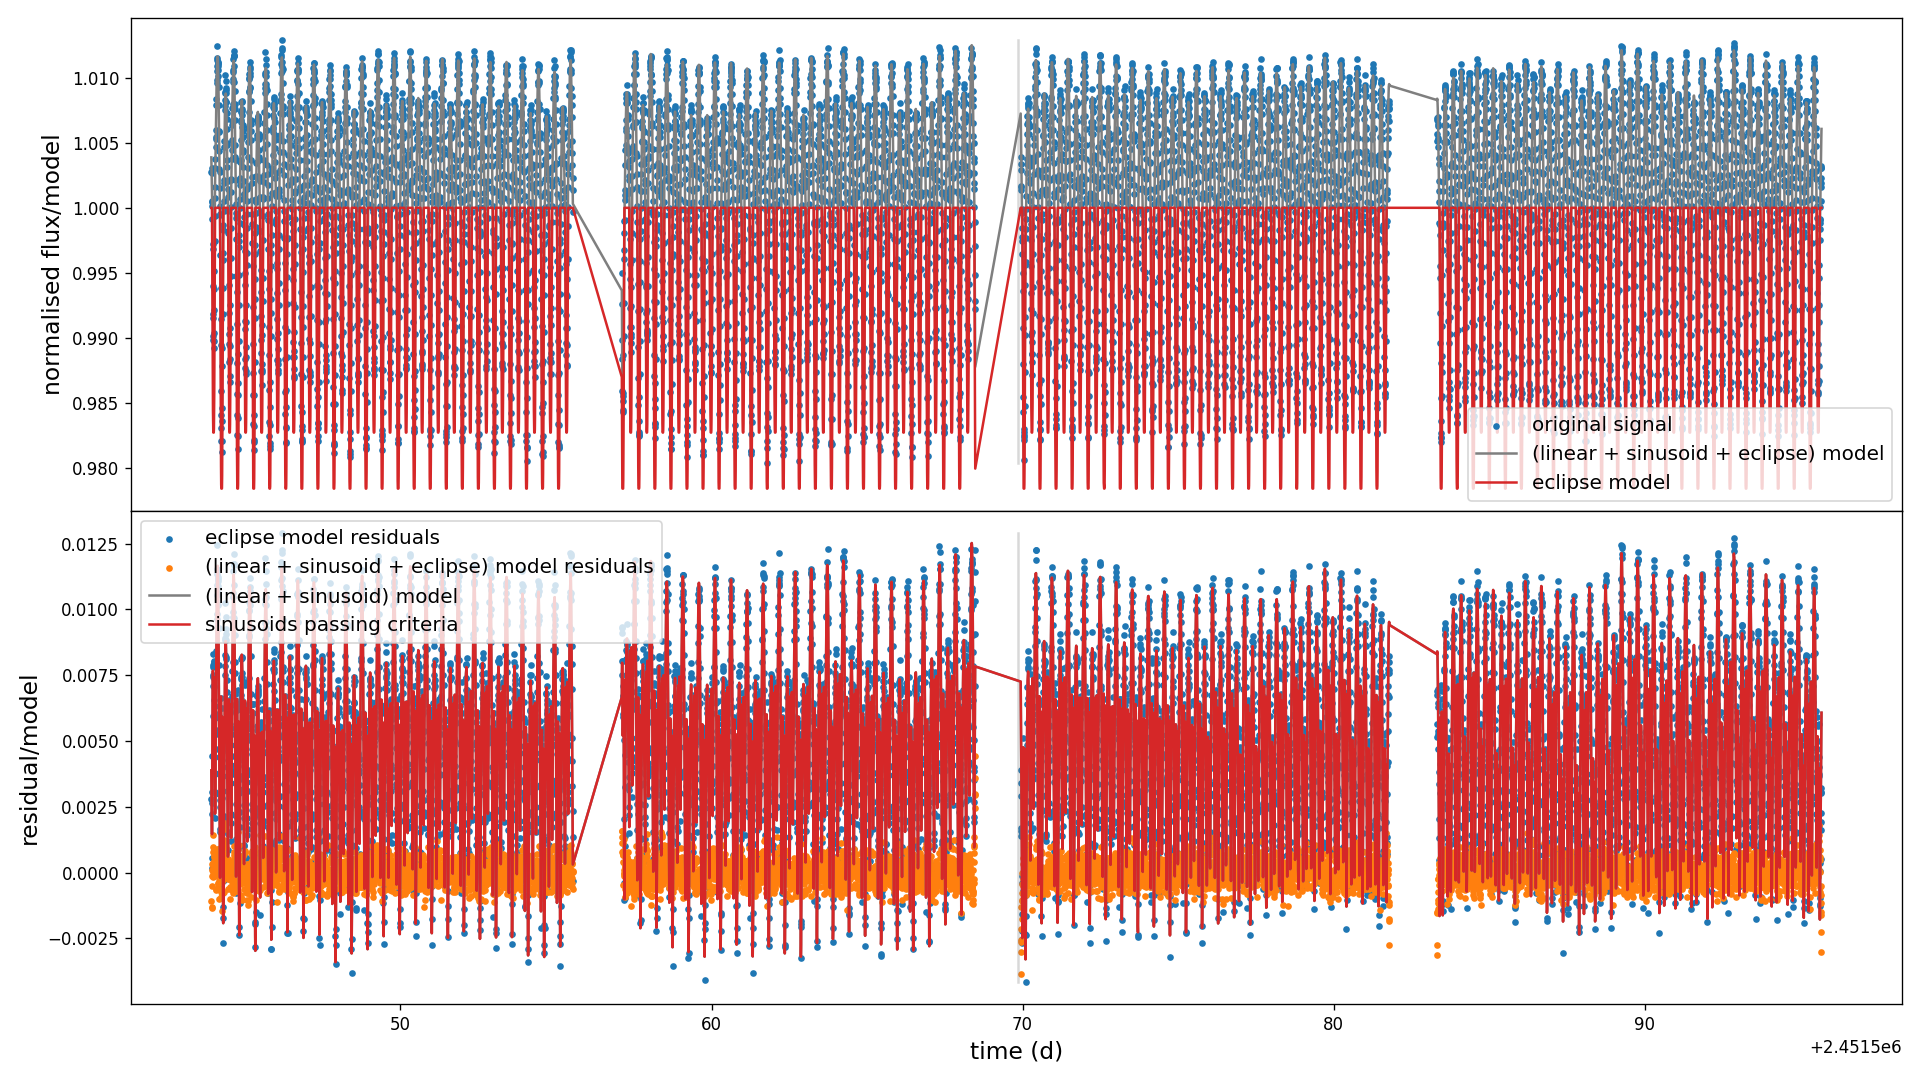 normalised flux/model
1.010
1.005
1.000
0.995
0.990
0.985
0.980
original signal
(linear + sinusoid + eclipse) model
eclipse model
residual/model
0.0125
0.0100
0.0075
0.0050
0.0025
0.0000
−0.0025
eclipse model residuals
(linear + sinusoid + eclipse) model residuals
(linear + sinusoid) model
sinusoids passing criteria
50
60
70
80
90
time (d)
+2.4515e6